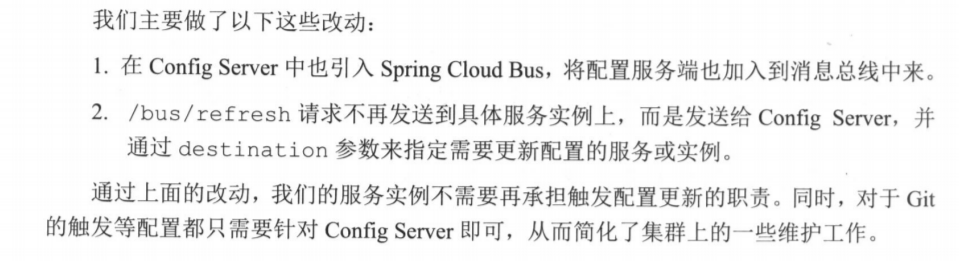 我们主要做了以下这些改动：
1. 在 Config Server 中也引入 Spring Cloud Bus，将配置服务端也加入到消息总线中来。
2. /bus/refresh 请求不再发送到具体服务实例上，而是发送给 Config Server，并
通过 destination 参数来指定需要更新配置的服务或实例。
通过上面的改动，我们的服务实例不需要再承担触发配置更新的职责。同时，对于 Git
的触发等配置都只需要针对 Config Server 即可，从而简化了集群上的一些维护工作。